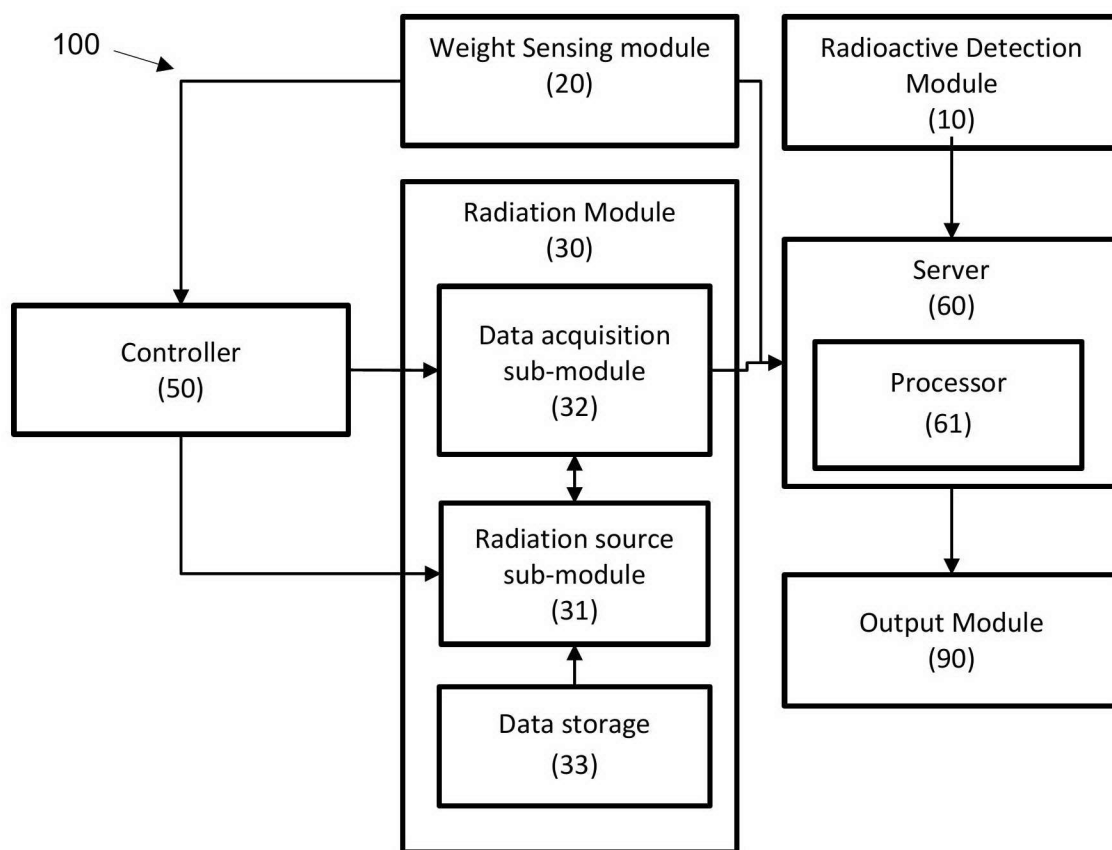 100
Weight Sensing module
(20)
Radioactive Detection
Module
(10)
Radiation Module
(30)
Server
(60)
Controller
(50)
Data acquisition
sub-module
(32)
Processor
(61)
Radiation source
sub-module
(31)
Output Module
(90)
Data storage
(33)